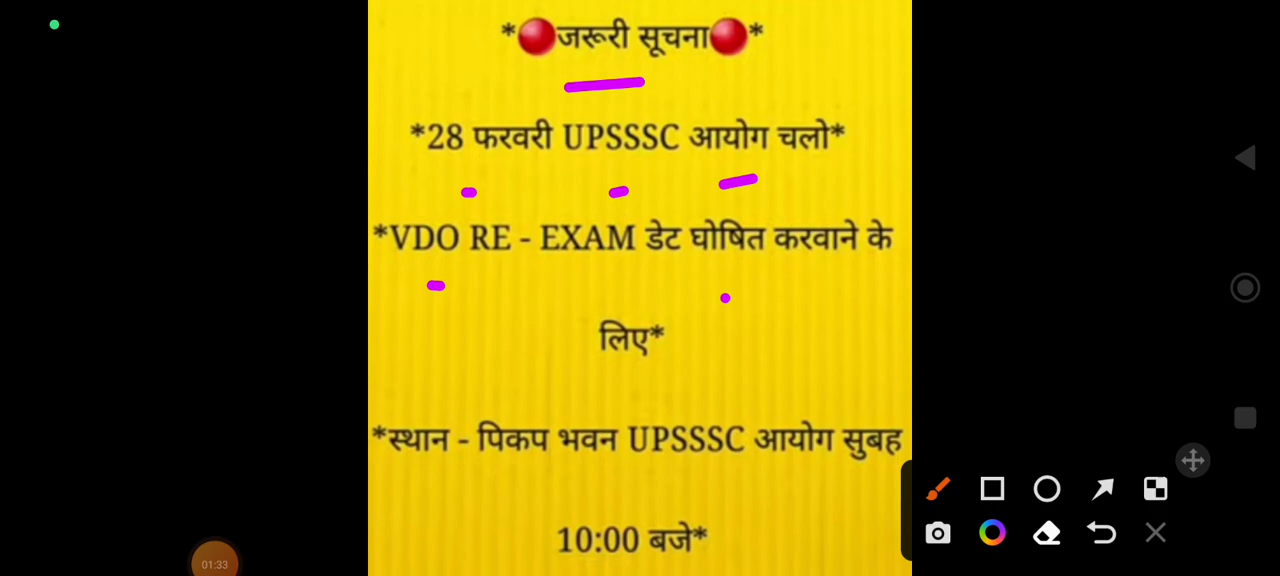 *🔴जरूरी सूचना🔴*
*28 फरवरी UPSSSC आयोग चलो*
*VDO RE - EXAM डेट घोषित करवाने के
लिए*
*स्थान - पिकप भवन UPSSSC आयोग सुबह
10:00 बजे*
01:33